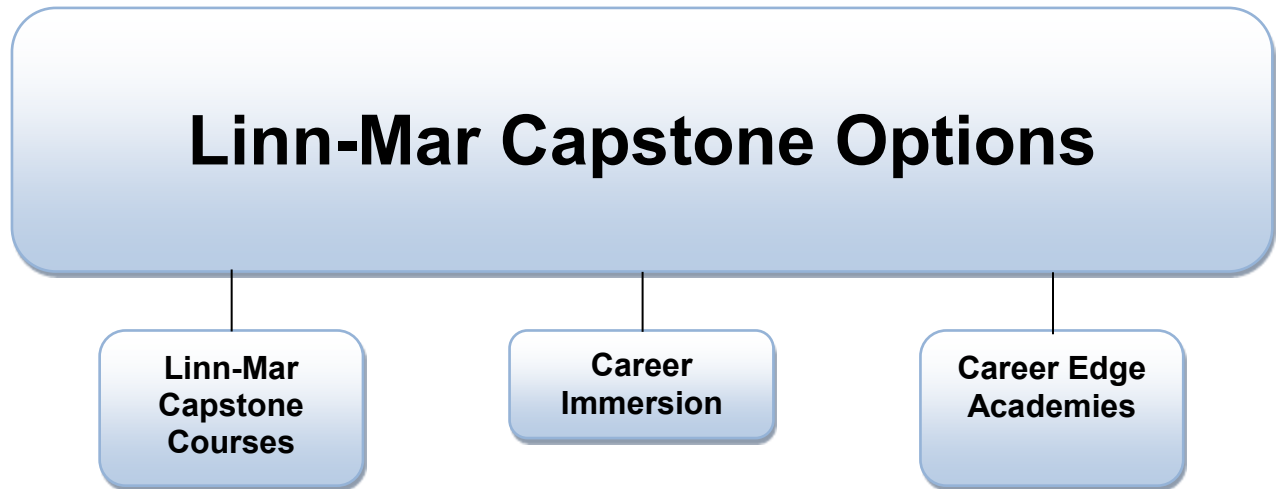 Linn-Mar Capstone Options
Linn-Mar
Capstone
Courses
Career
Immersion
Career Edge
Academies